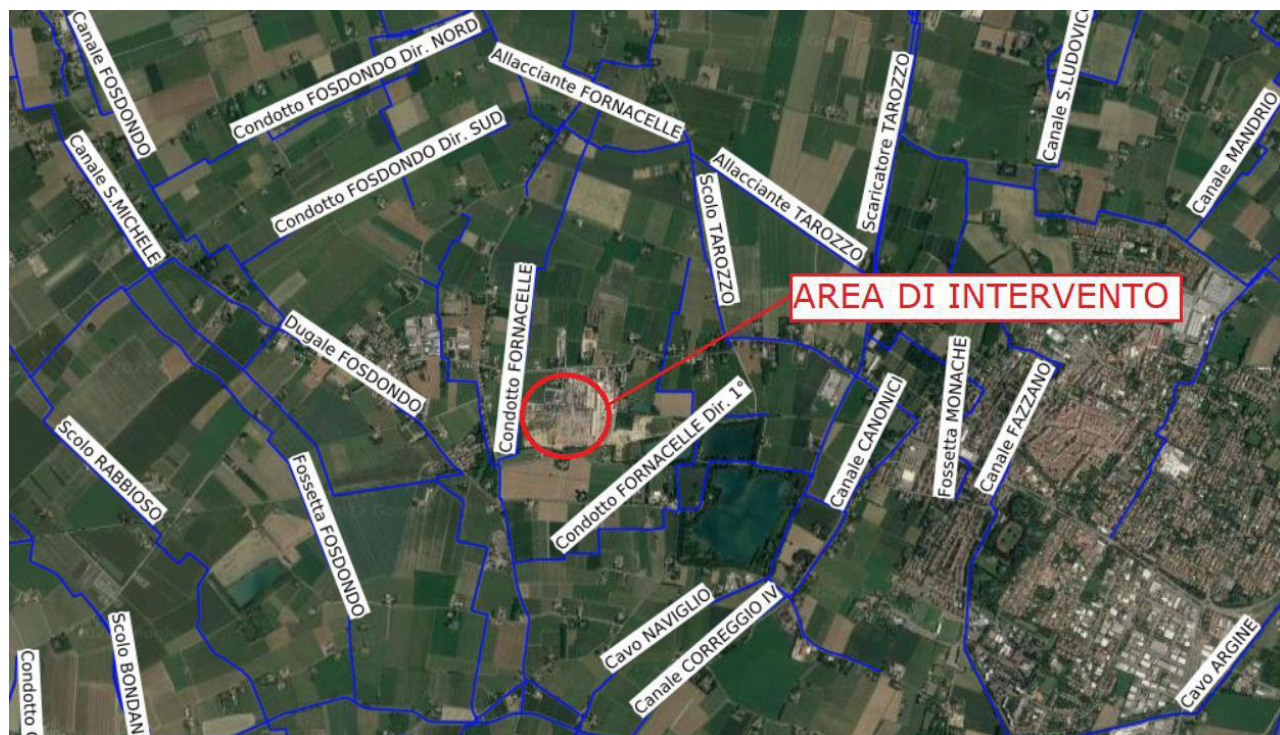 Canale FOSDONDO
Condotto FOSDONDO Dir. NORD
Allacciante FORNACELLE
Scaricatore TAROZZO
Canale S.LUDOVICO
Canale MANDRIO
Canale S.MICHELE
Condotto FOSDONDO Dir. SUD
Scolo TAROZZO
Allacciante TAROZZO
AREA DI INTERVENTO
Dugale FOSDONDO
Condotto FORNACELLE
Condotto FORNACELLE Dir. 1°
Canale CANONICI
Fossetta MONACHE
Canale FAZZANO
Scolo RABBIOSO
Fossetta FOSDONDO
Cavo NAVIGLIO
Canale CORREGGIO IV
Cavo ARGINE
Scolo BONDAN
Condotto